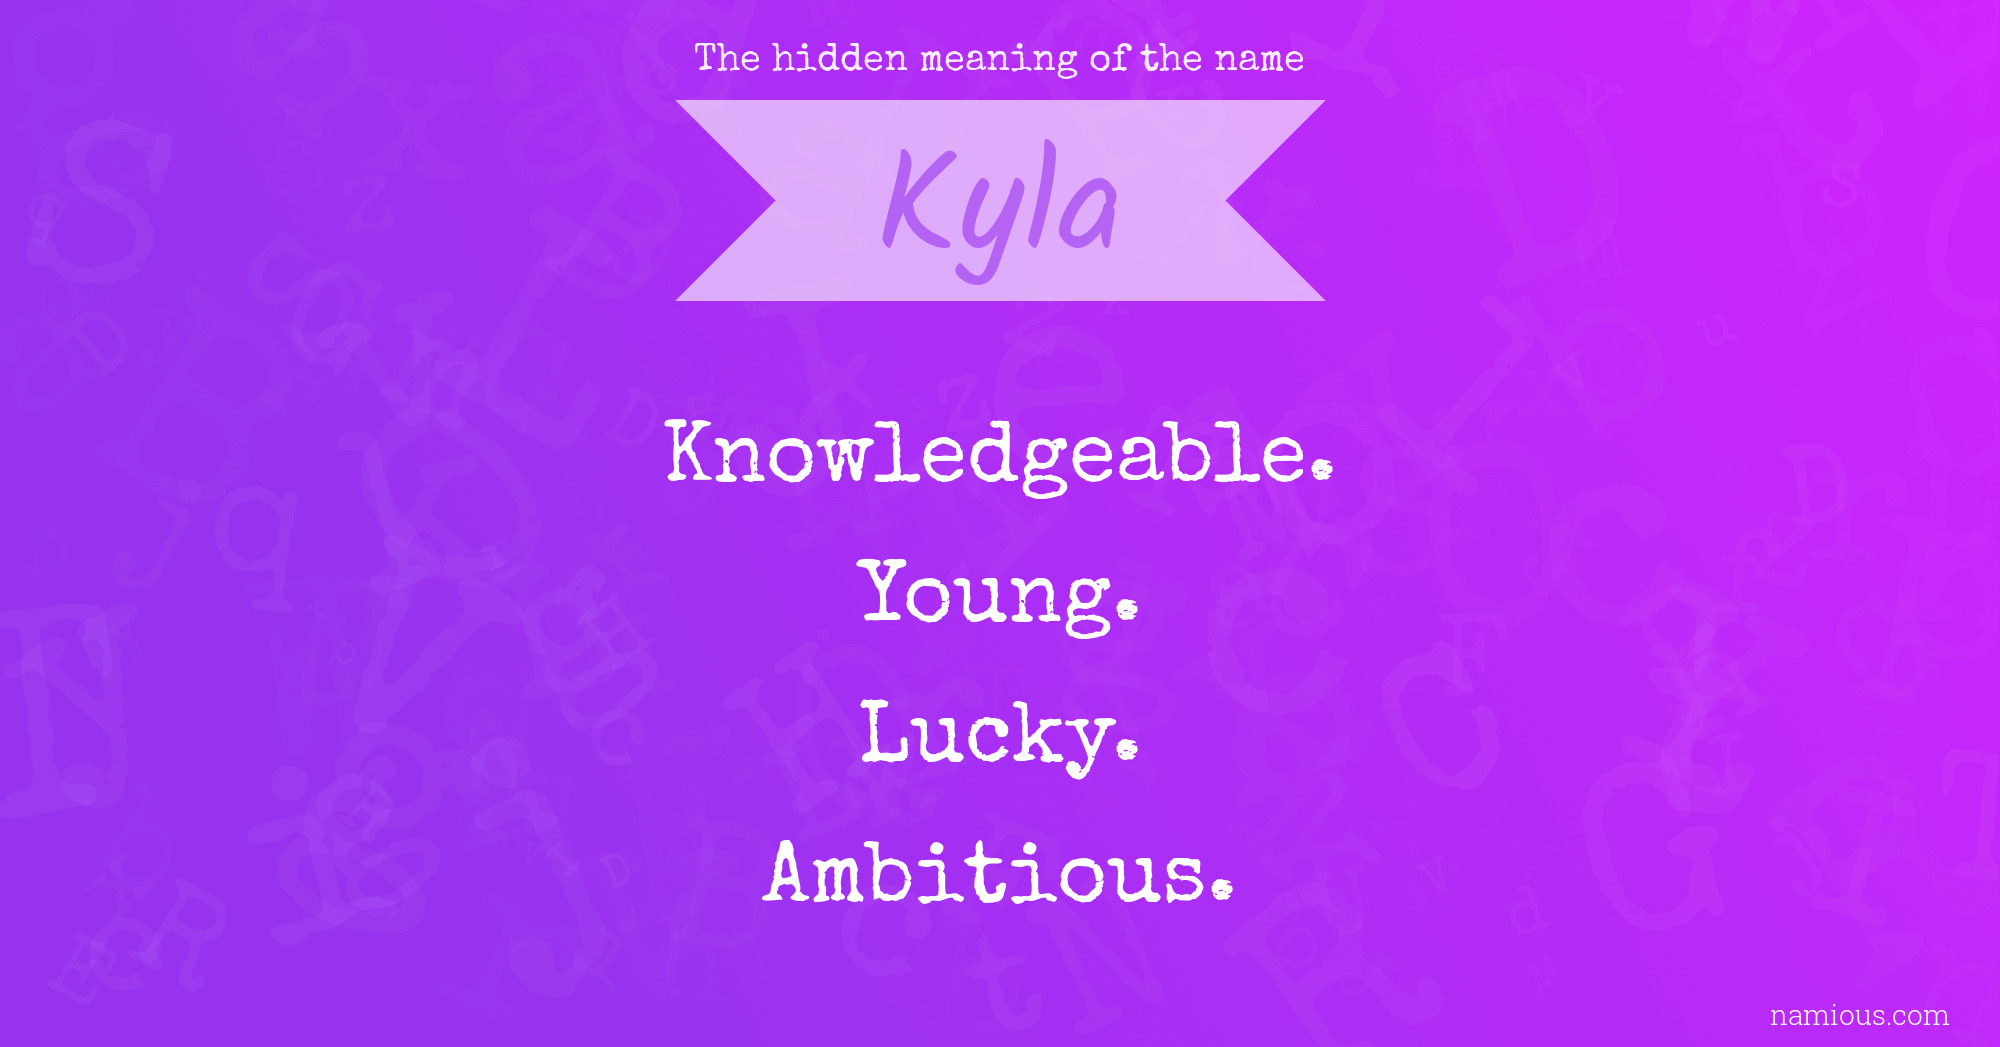 The hidden meaning of the name
Kyla
Knowledgeable.
Young.
Lucky.
Ambitious.
namious.com